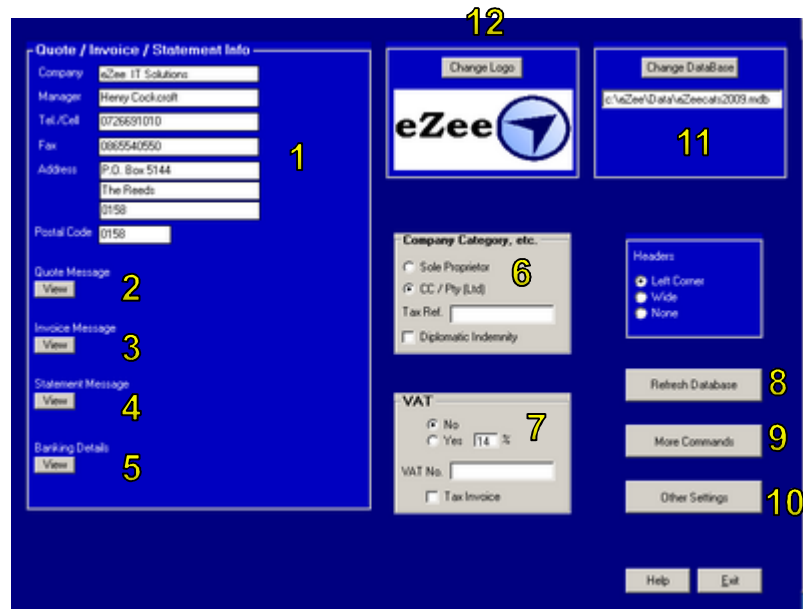 12
Quote / Invoice / Statement Info
Company eZee IT Solutions
Manager Henry Cockcroft
Tel./Cell 0726691010
Fax 0865540550
Address P.O. Box 5144
The Reeds
0158
Postal Code 0158
1
Quote Message
View
2
Invoice Message
View
3
Statement Message
View
4
Banking Details
View
5
Change Logo
eZee
Change DataBase
c:\eZee\Data\eZeecats2009.mdb
11
Company Category, etc.
Sole Proprietor
CC / Pty (Ltd)
6
Tax Ref.
Diplomatic Indemnity
VAT
No
Yes 14 %
7
VAT No.
Tax Invoice
Headers
Left Corner
Wide
None
Refresh Database
8
More Commands
9
Other Settings
10
Help
Exit